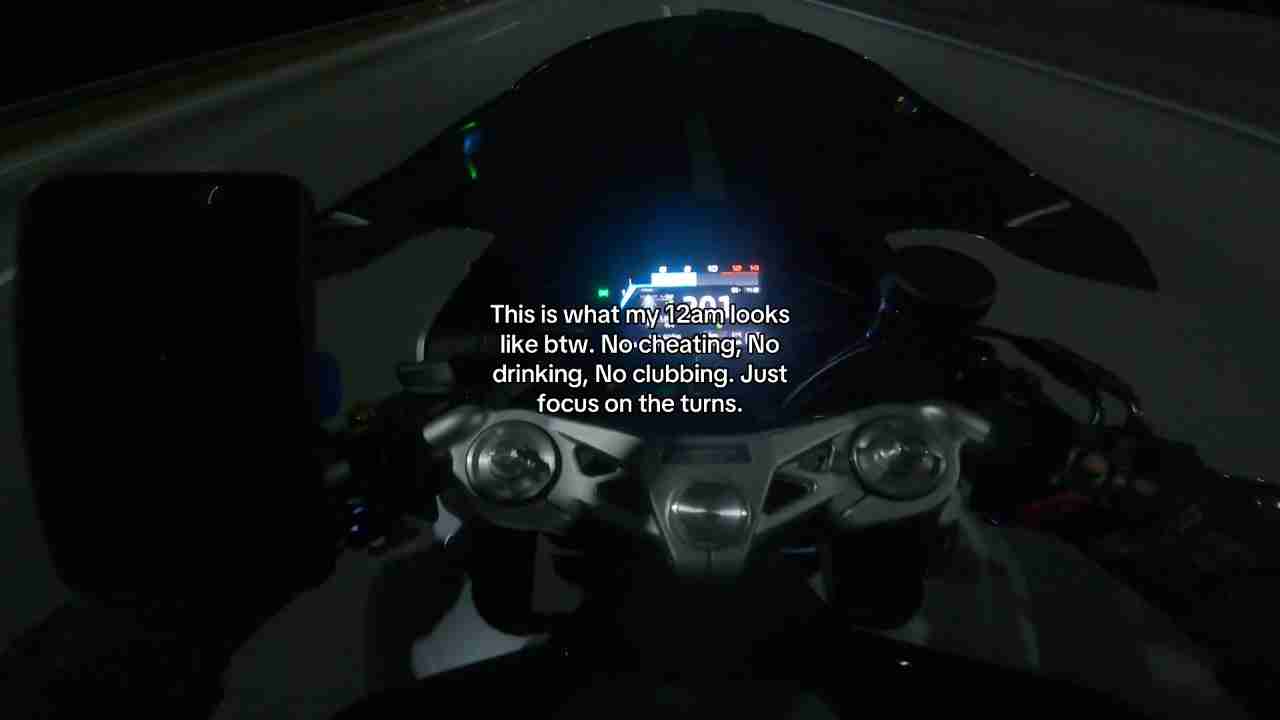 This is what my 12am looks
like btw. No cheating, No
drinking, No clubbing. Just
focus on the turns.